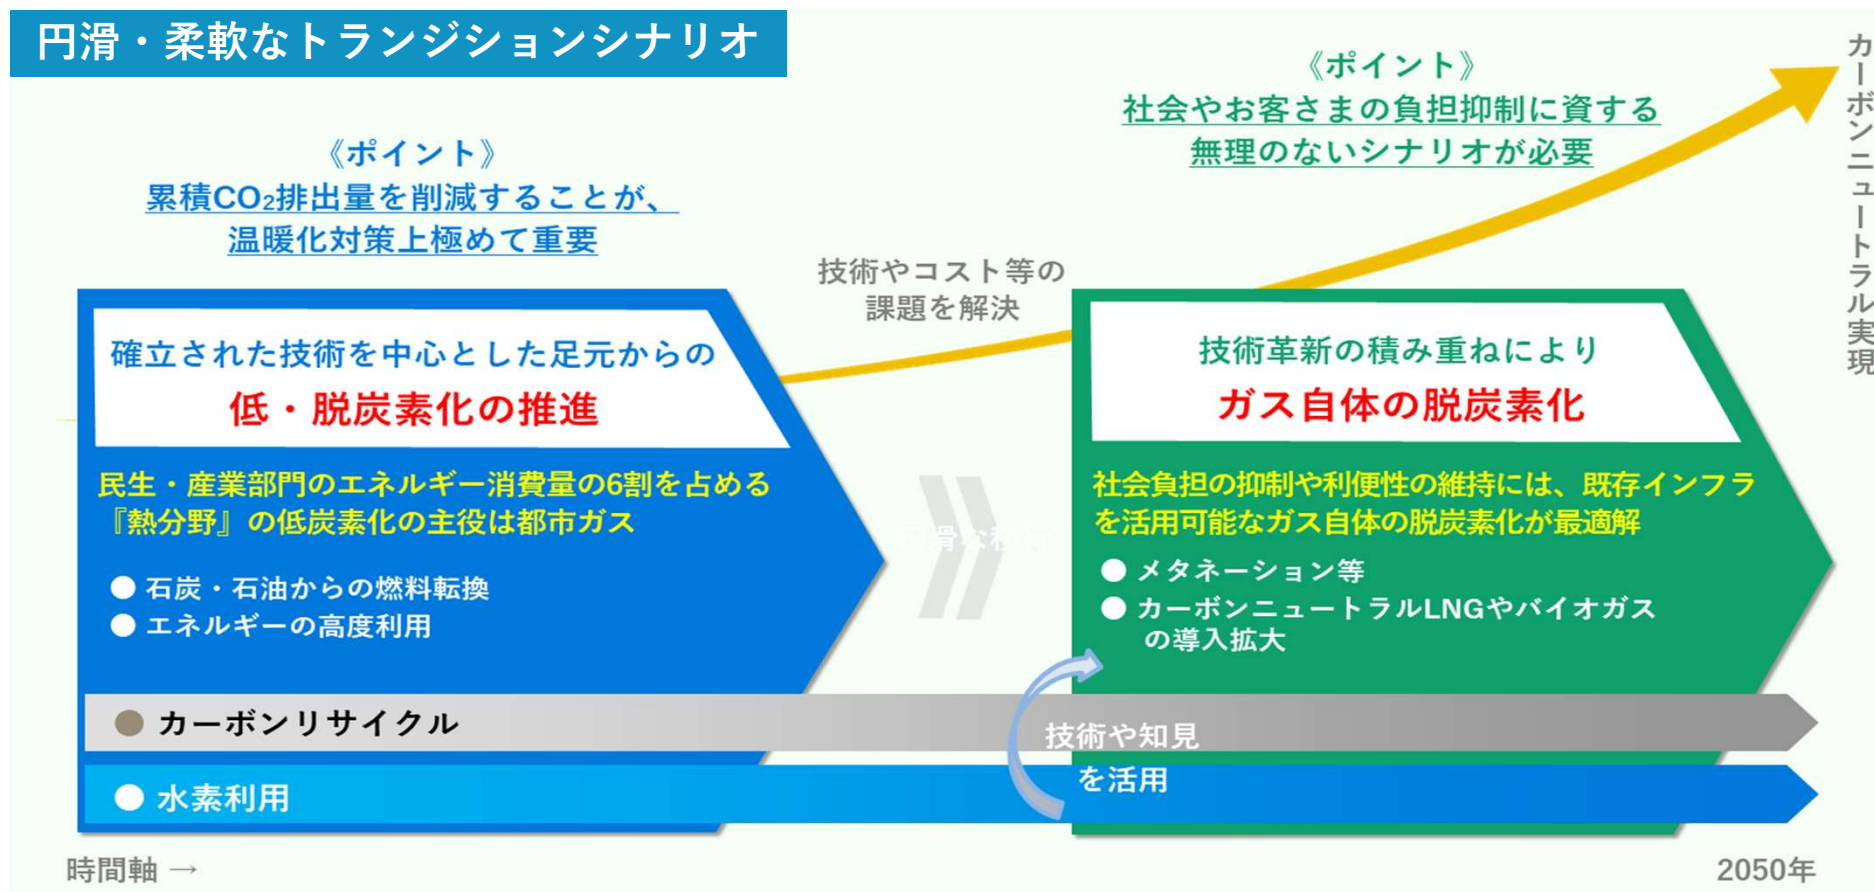 円滑・柔軟なトランジションシナリオ
《ポイント》
累積CO₂排出量を削減することが、
温暖化対策上極めて重要
《ポイント》
社会やお客さまの負担抑制に資する
無理のないシナリオが必要
カーボンニュートラル実現
技術やコスト等の
課題を解決
確立された技術を中心とした足元からの
低・脱炭素化の推進
民生・産業部門のエネルギー消費量の6割を占める
『熱分野』の低炭素化の主役は都市ガス
● 石炭・石油からの燃料転換
● エネルギーの高度利用
円滑な移
技術革新の積み重ねにより
ガス自体の脱炭素化
社会負担の抑制や利便性の維持には、既存インフラ
を活用可能なガス自体の脱炭素化が最適解
● メタネーション等
● カーボンニュートラルLNGやバイオガス
の導入拡大
● カーボンリサイクル
● 水素利用
技術や知見
を活用
時間軸 →
2050年